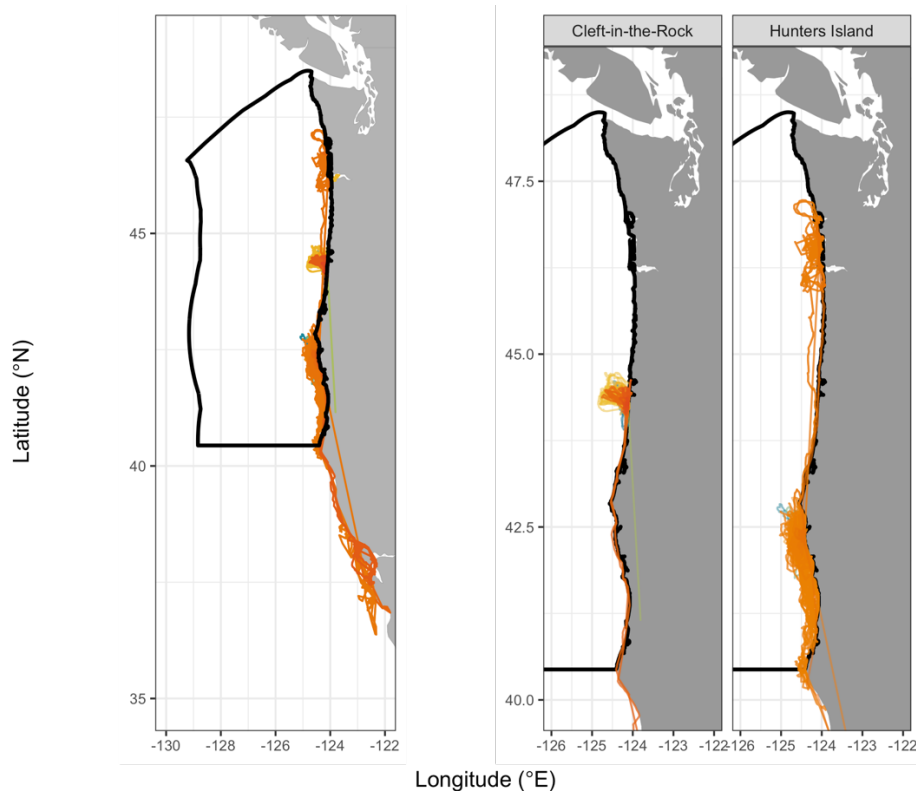 Cleft-in-the-Rock
Hunters Island
Latitude (°N)
45
40
35
47.5
45.0
42.5
40.0
-130
-128
-126
-124
-122
-126 -125 -124 -123 -122
-126 -125 -124 -123 -122
Longitude (°E)